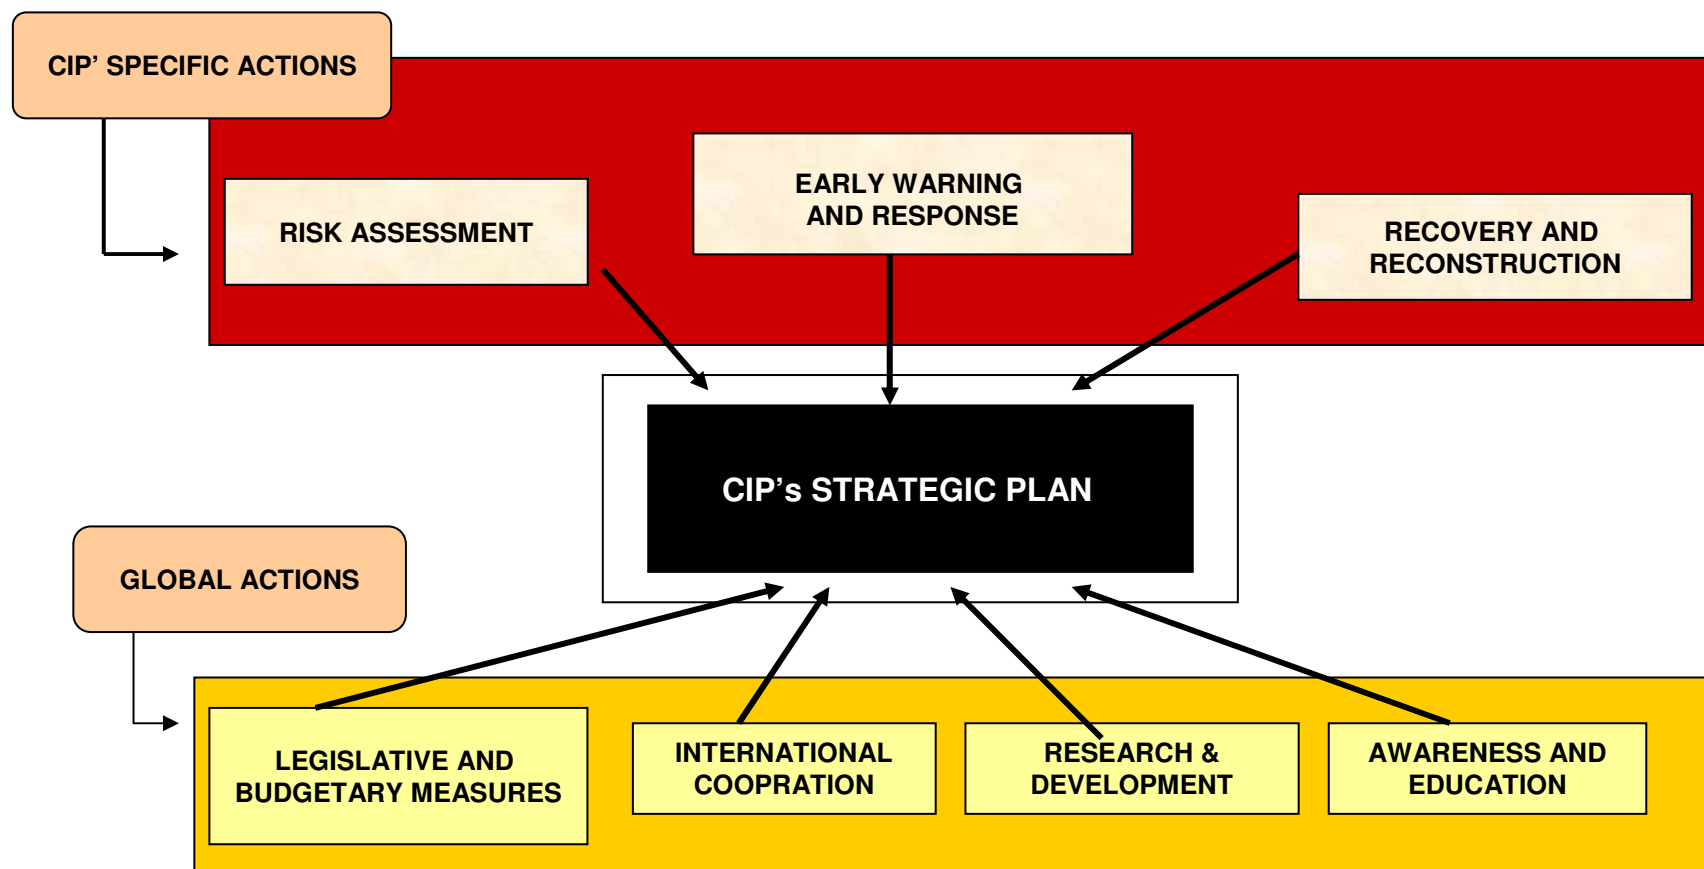 CIP' SPECIFIC ACTIONS
RISK ASSESSMENT
EARLY WARNING
AND RESPONSE
RECOVERY AND
RECONSTRUCTION
CIP's STRATEGIC PLAN
GLOBAL ACTIONS
LEGISLATIVE AND
BUDGETARY MEASURES
INTERNATIONAL
COOPRATION
RESEARCH &
DEVELOPMENT
AWARENESS AND
EDUCATION